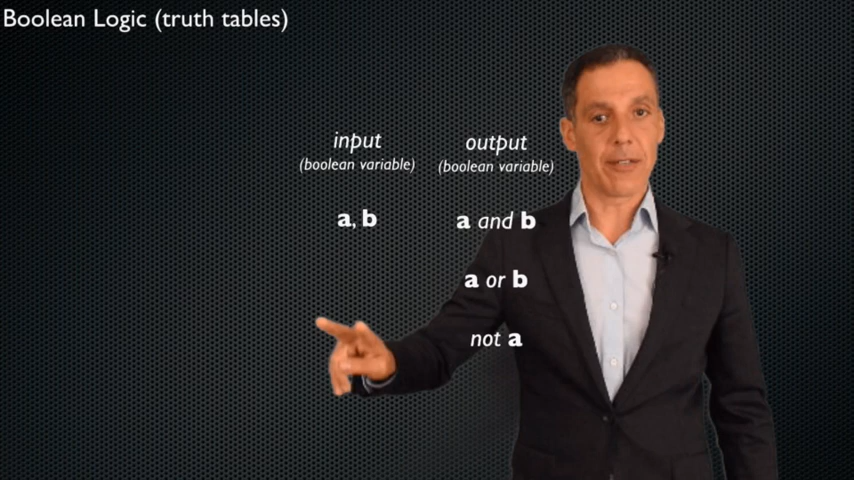 Boolean Logic (truth tables)
input output
(boolean variable) (boolean variable)
a, b a and b
a or b
not a